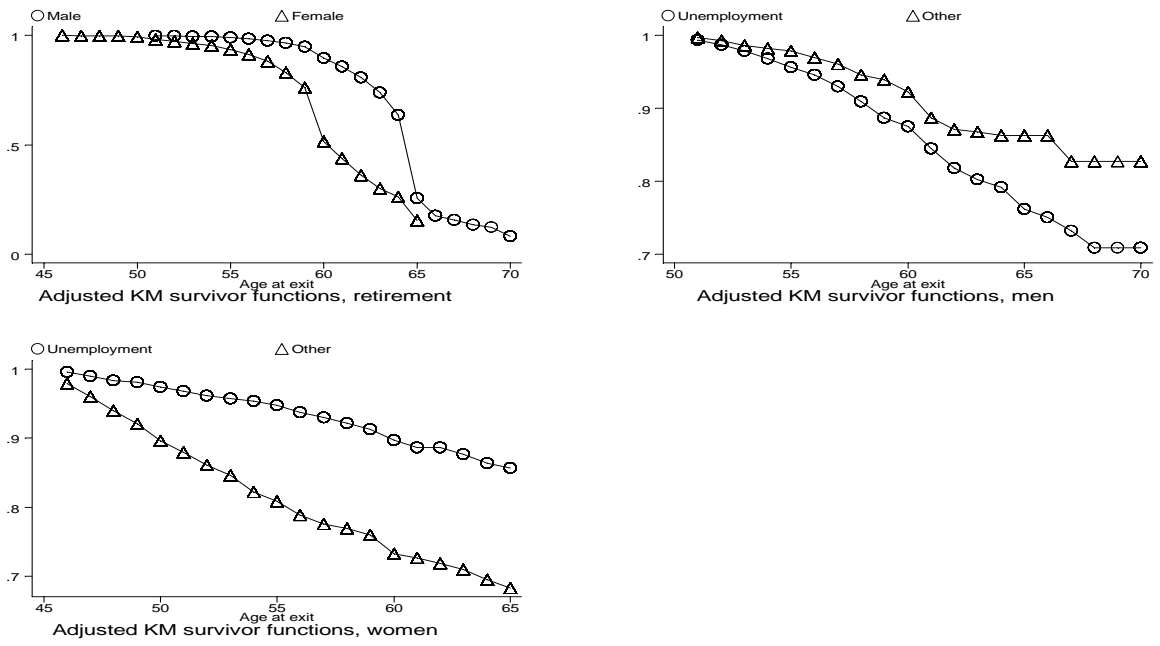 Male Female
1
.5
0
45 50 55 60 65 70
Age at exit
Adjusted KM survivor functions, retirement
Unemployment Other
1
.9
.8
.7
50 55 60 65 70
Age at exit
Adjusted KM survivor functions, men
Unemployment Other
1
.9
.8
.7
45 50 55 60 65
Age at exit
Adjusted KM survivor functions, women